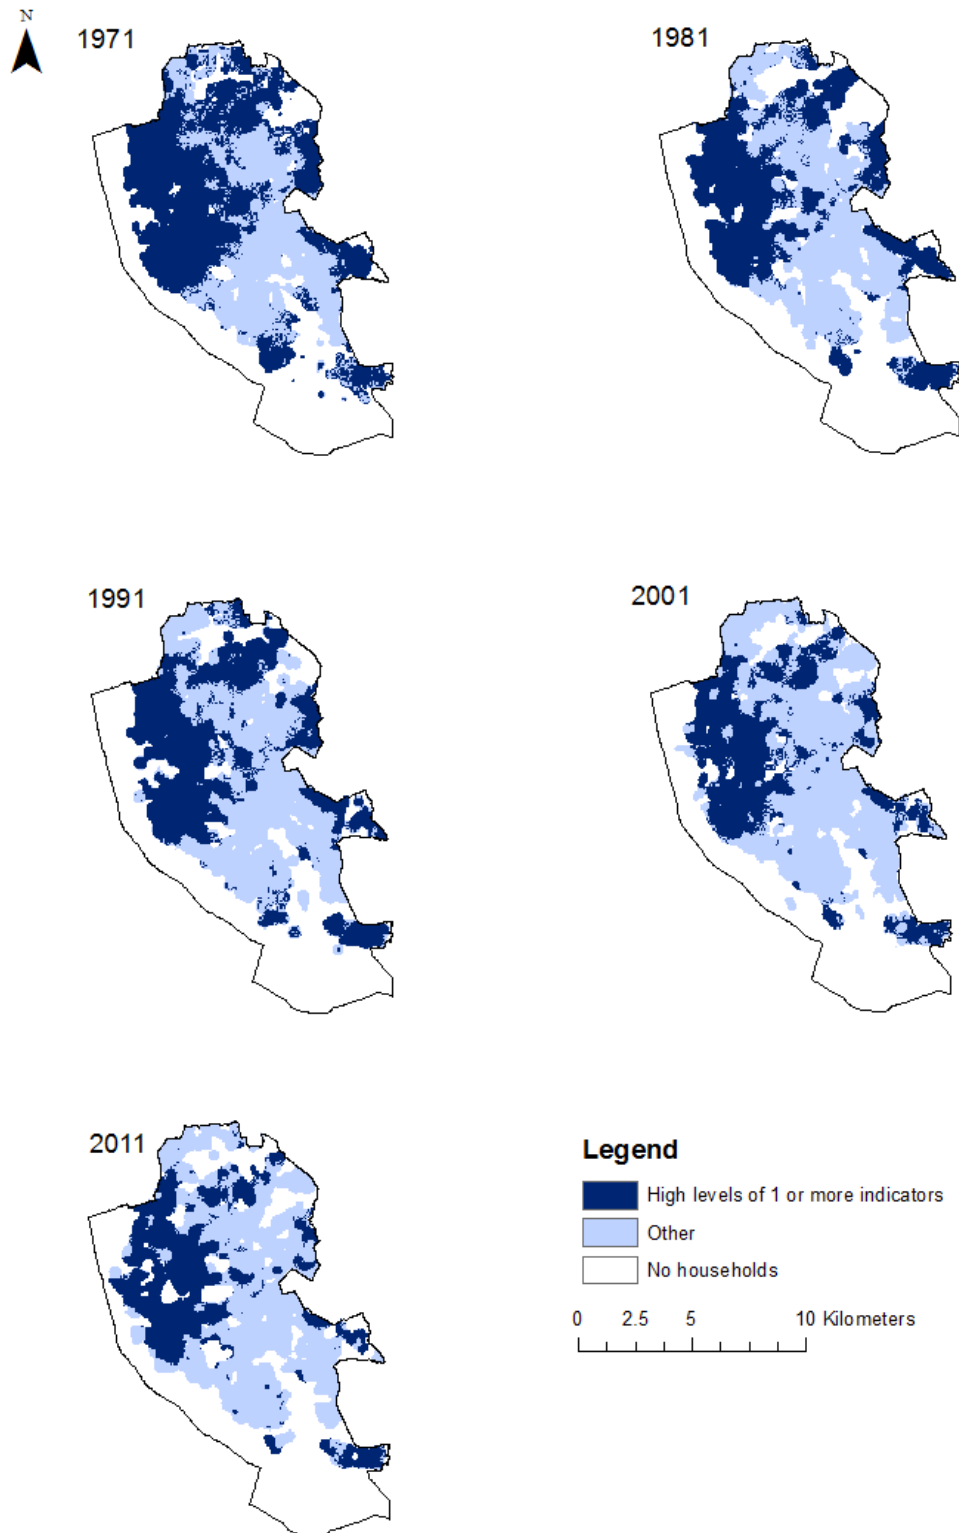 N
1971
1981
1991
2001
2011
Legend
High levels of 1 or more indicators
Other
No households
0 2.5 5 10 Kilometers